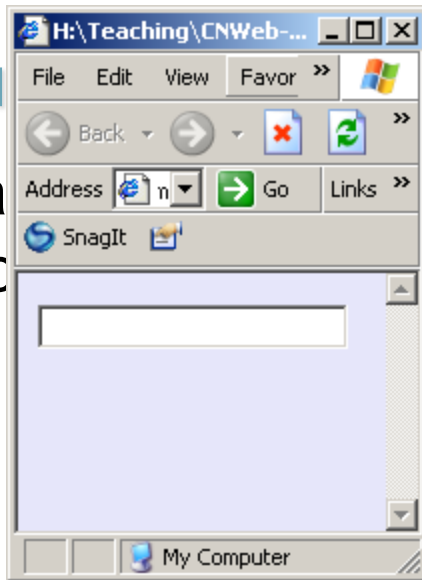 H:\Teaching\CNWeb-...
File Edit View Favor »
Back »
Address n Go Links »
SnagIt
My Computer